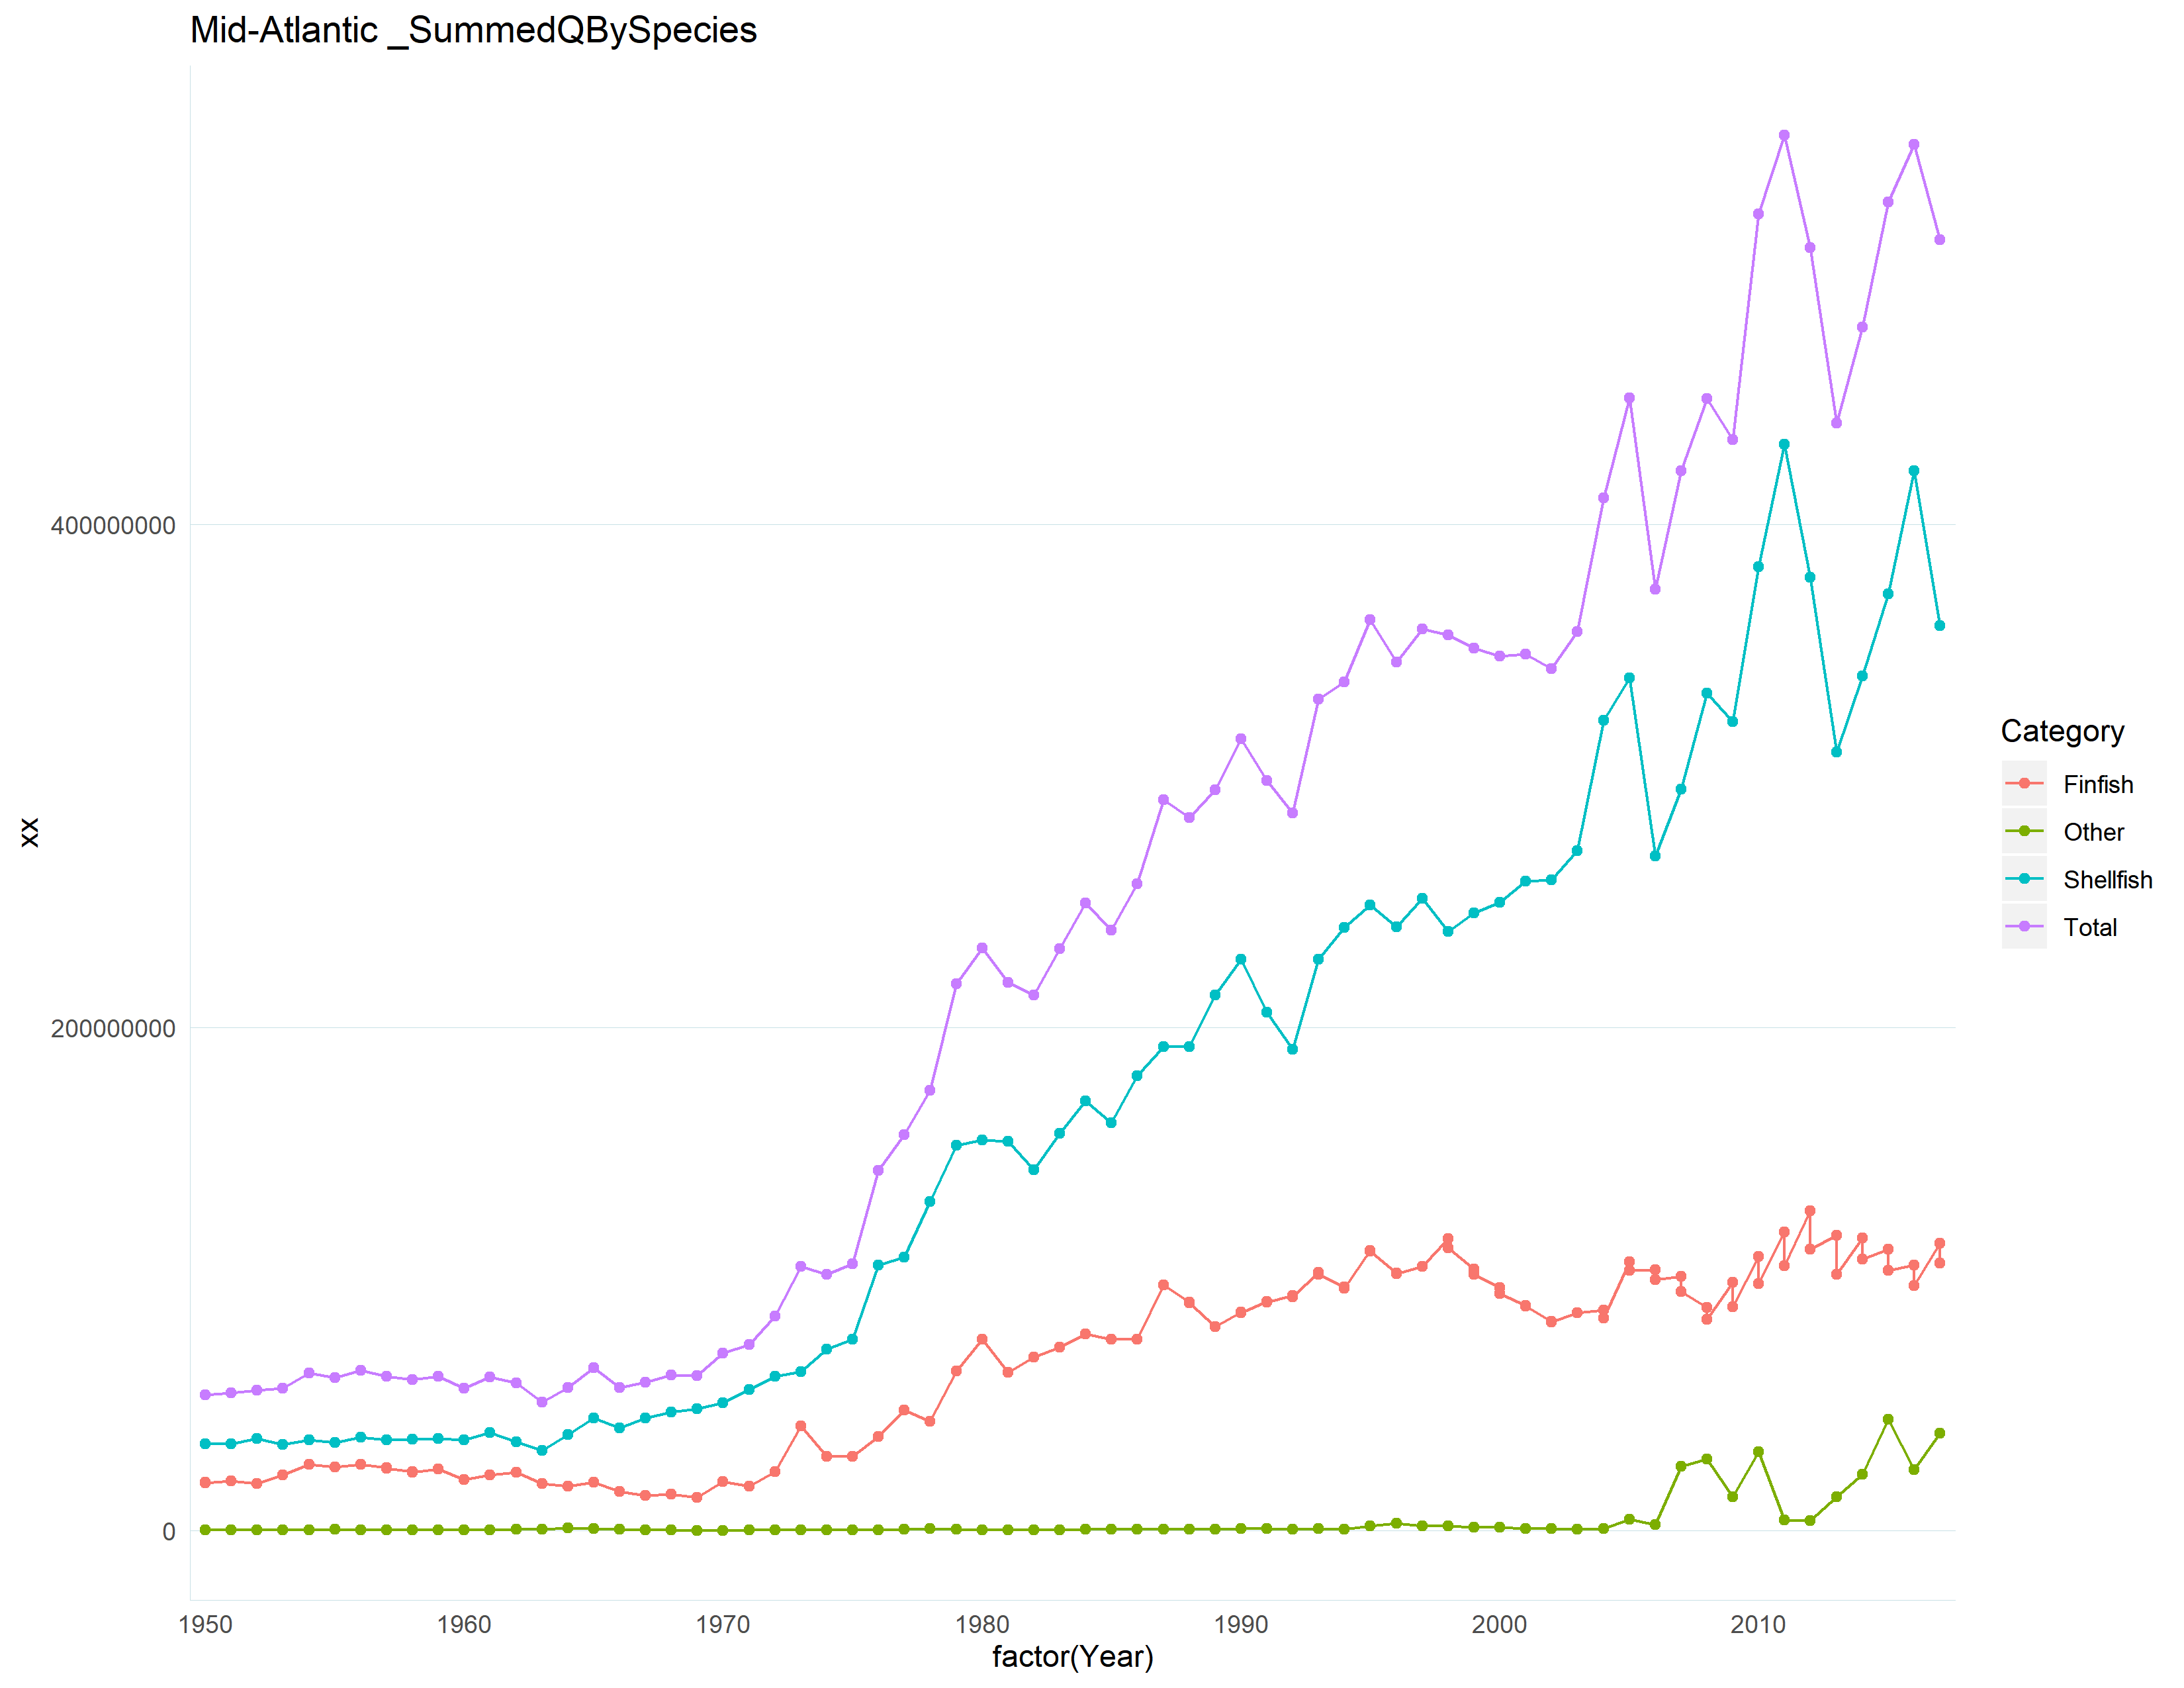 Mid-Atlantic _SummedQBySpecies
xx
400000000
200000000
0
1950 1960 1970 1980 1990 2000 2010
factor(Year)
Category
Finfish
Other
Shellfish
Total